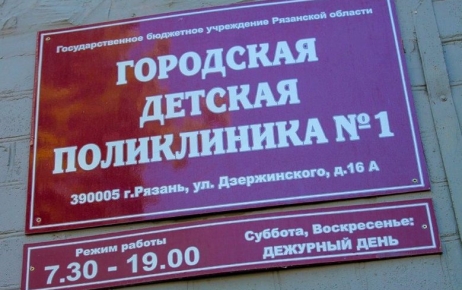 Государственное бюджетное учреждение Рязанской области
ГОРОДСКАЯ
ДЕТСКАЯ
ПОЛИКЛИНИКА №1
390005 г.Рязань, ул. Дзержинского, д.16 А
Режим работы
7.30 - 19.00
Суббота, Воскресенье:
ДЕЖУРНЫЙ ДЕНЬ